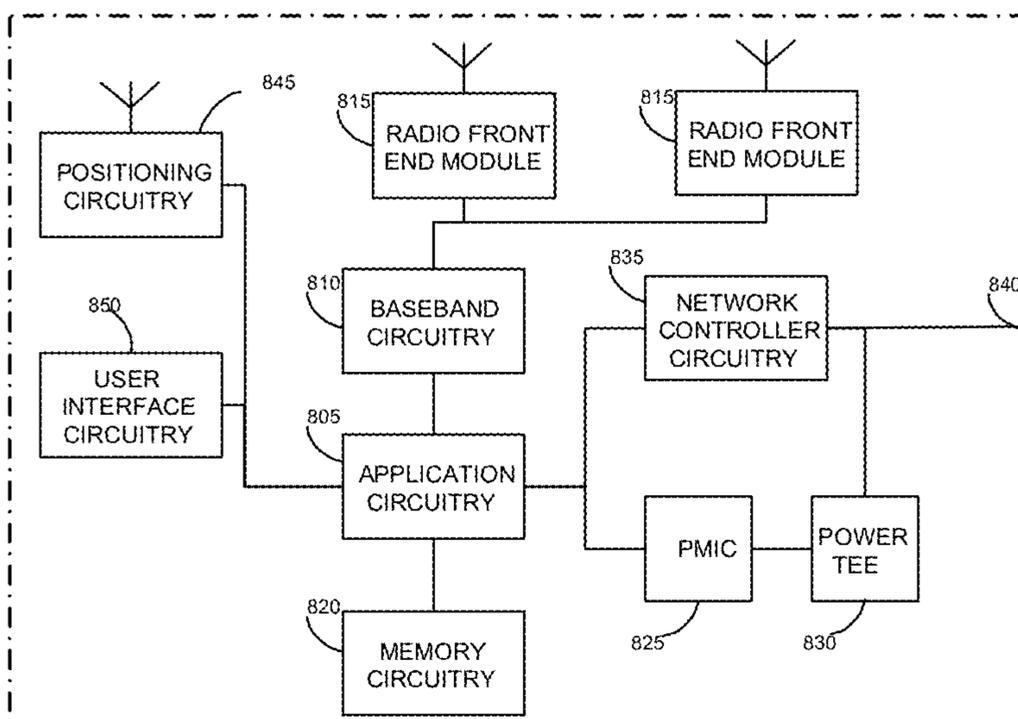 845
POSITIONING
CIRCUITRY
815
RADIO FRONT
END MODULE
815
RADIO FRONT
END MODULE
850
USER
INTERFACE
CIRCUITRY
810
BASEBAND
CIRCUITRY
835
NETWORK
CONTROLLER
CIRCUITRY
840
805
APPLICATION
CIRCUITRY
PMIC
825
POWER
TEE
830
820
MEMORY
CIRCUITRY